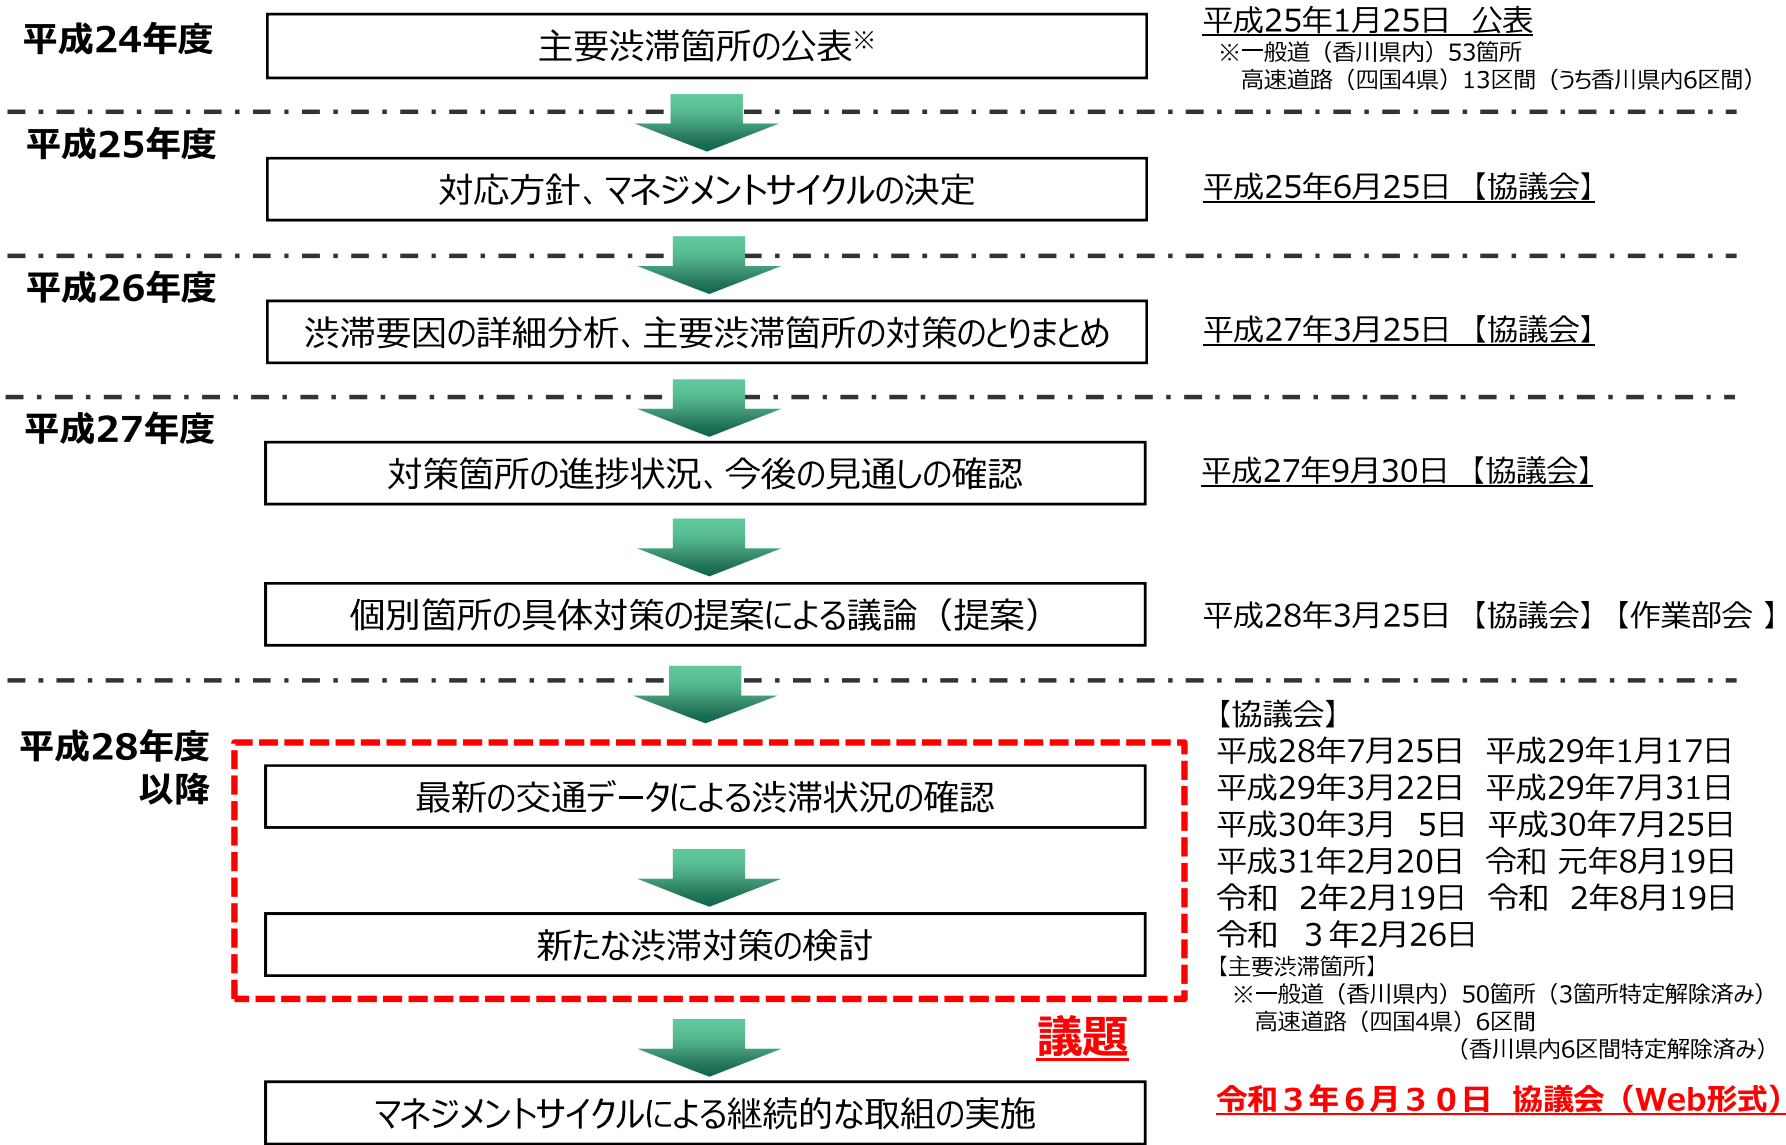 平成24年度
主要渋滞箇所の公表※
平成25年1月25日 公表
※一般道（香川県内）53箇所
高速道路（四国4県）13区間（うち香川県内6区間）
平成25年度
対応方針、マネジメントサイクルの決定
平成25年6月25日 【協議会】
平成26年度
渋滞要因の詳細分析、主要渋滞箇所の対策のとりまとめ
平成27年3月25日 【協議会】
平成27年度
対策箇所の進捗状況、今後の見通しの確認
平成27年9月30日 【協議会】
個別箇所の具体対策の提案による議論（提案）
平成28年3月25日 【協議会】【作業部会 】
平成28年度
以降
最新の交通データによる渋滞状況の確認
新たな渋滞対策の検討
議題
マネジメントサイクルによる継続的な取組の実施
【協議会】
平成28年7月25日 平成29年1月17日
平成29年3月22日 平成29年7月31日
平成30年3月 5日 平成30年7月25日
平成31年2月20日 令和 元年8月19日
令和 2年2月19日 令和 2年8月19日
令和 ３年2月26日
【主要渋滞箇所】
※一般道（香川県内）50箇所（3箇所特定解除済み）
高速道路（四国4県）6区間
（香川県内6区間特定解除済み）
令和３年６月３０日 協議会（Web形式）